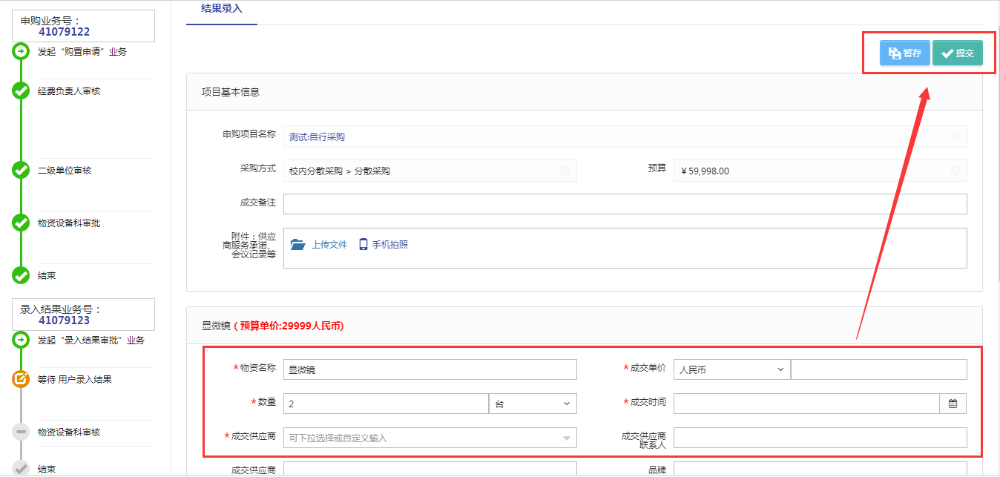 申购业务号：
41079122
发起“购置申请”业务
经费负责人审核
二级单位审核
物资设备科审批
结束
录入结果业务号：
41079123
发起“录入结果审批”业务
等待 用户录入结果
物资设备科审核
结束
结果录入
暂存 提交
项目基本信息
申购项目名称 测试:自行采购
采购方式 校内分散采购 > 分散采购 预算 ￥59,998.00
成交备注
附件：供应
商服务承诺、
会议记录等
上传文件 手机拍照
显微镜 ( 预算单价:29999人民币)
*物资名称 显微镜 *成交单价 人民币
*数量 2 台 *成交时间
*成交供应商 可下拉选择或自定义输入 成交供应商
联系人
成交供应商 品牌